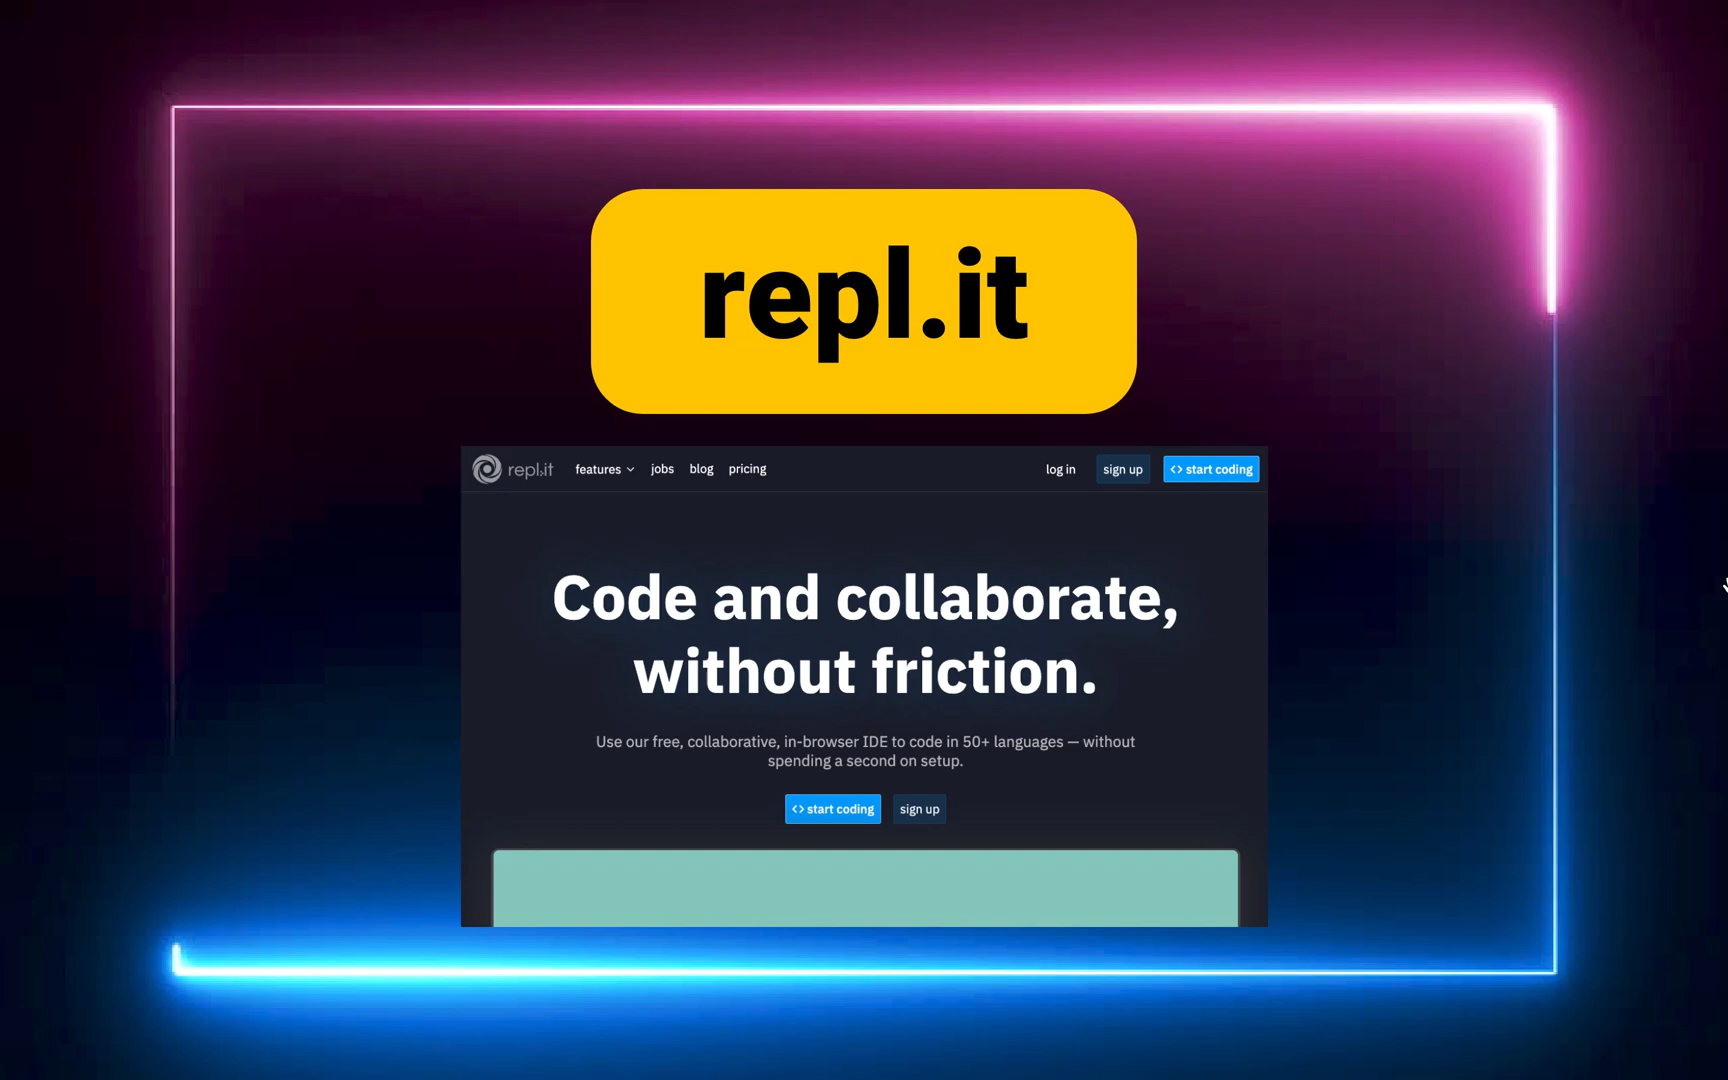 repl.it
repl.it features jobs blog pricing log in sign up <> start coding
Code and collaborate,
without friction.
Use our free, collaborative, in-browser IDE to code in 50+ languages — without
spending a second on setup.
<> start coding sign up